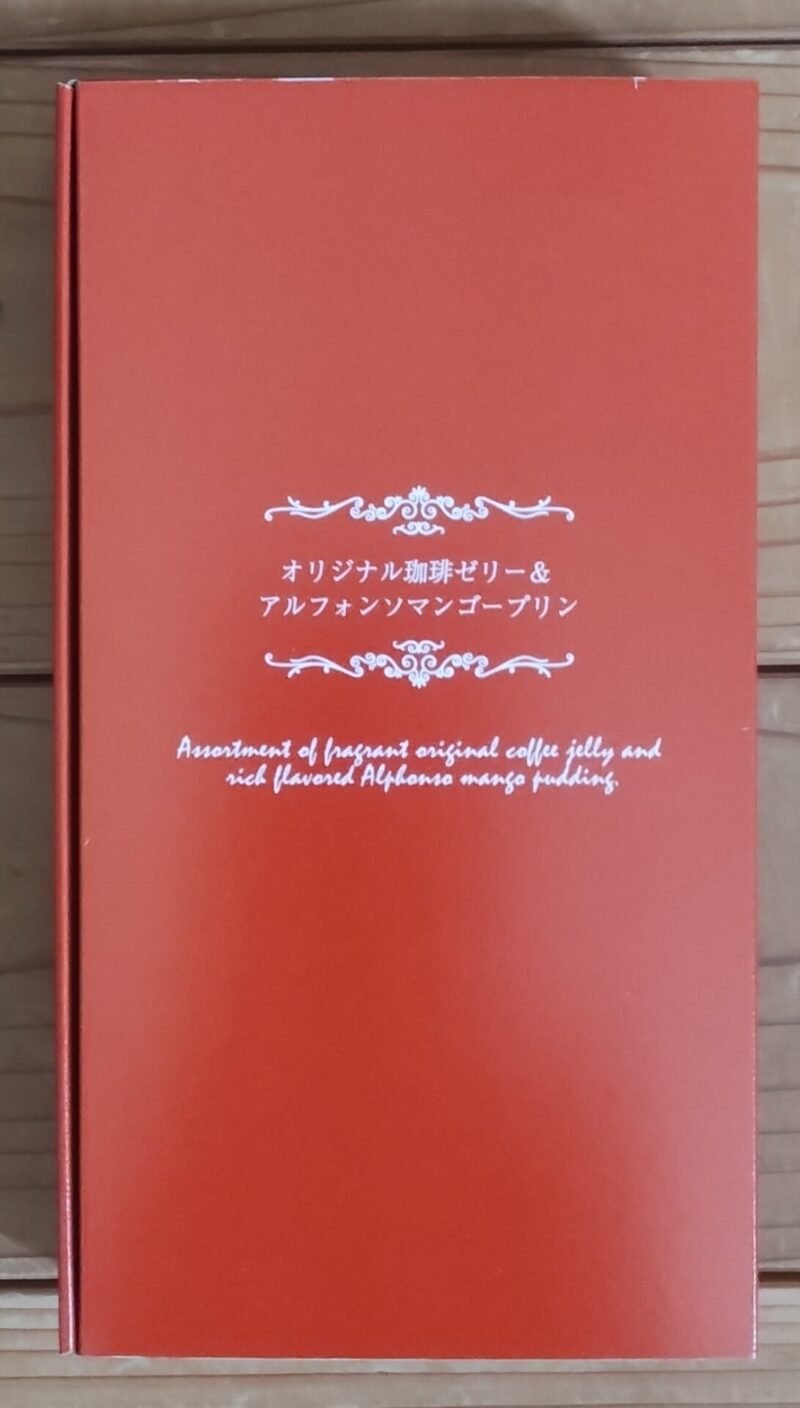 オリジナル珈琲ゼリー&
アルフォンソマンゴープリン
Assortment of fragrant original coffee jelly and
rich flavored Alphonso mango pudding.